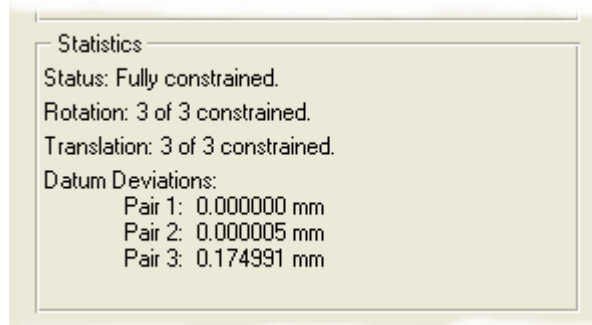 Statistics
Status: Fully constrained.
Rotation: 3 of 3 constrained.
Translation: 3 of 3 constrained.
Datum Deviations:
Pair 1: 0.000000 mm
Pair 2: 0.000005 mm
Pair 3: 0.174991 mm